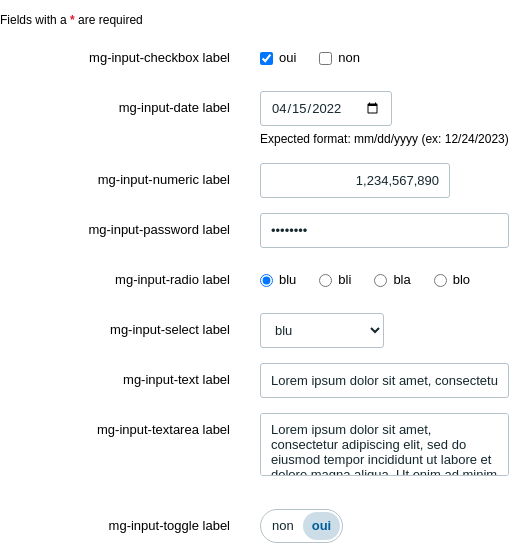 Fields with a * are required
mg-input-checkbox label oui non
mg-input-date label 04/15/2022
Expected format: mm/dd/yyyy (ex: 12/24/2023)
mg-input-numeric label 1,234,567,890
mg-input-password label ••••••••
mg-input-radio label blu bli bla blo
mg-input-select label blu
mg-input-text label Lorem ipsum dolor sit amet, consectetu
mg-input-textarea label Lorem ipsum dolor sit amet,
consectetur adipiscing elit, sed do
eiusmod tempor incididunt ut labore et
dolore magna aliqua. Ut enim ad minim
mg-input-toggle label non oui